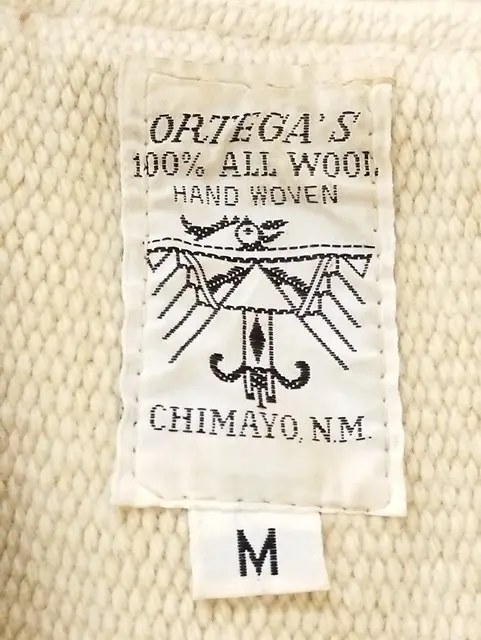 ORTEGA'S
100% ALL WOOL
HAND WOVEN
CHIMAYO, N.M.
M